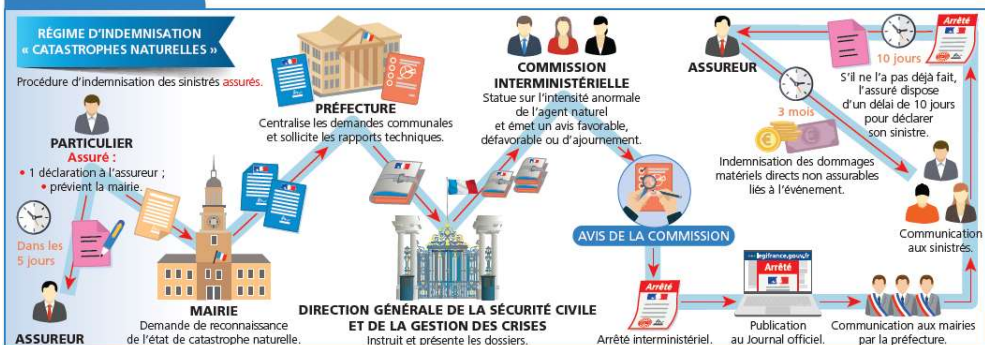 RÉGIME D'INDEMNISATION
« CATASTROPHES NATURELLES »
Procédure d'indemnisation des sinistrés assurés.
PARTICULIER
Assuré :
• 1 déclaration à l'assureur ;
• prévient la mairie.
Dans les
5 jours
ASSUREUR
MAIRIE
Demande de reconnaissance
de l'état de catastrophe naturelle.
PRÉFECTURE
Centralise les demandes communales
et sollicite les rapports techniques.
DIRECTION GÉNÉRALE DE LA SÉCURITÉ CIVILE
ET DE LA GESTION DES CRISES
Instruit et présente les dossiers.
COMMISSION
INTERMINISTÉRIELLE
Statue sur l'intensité anormale
de l'agent naturel
et émet un avis favorable,
défavorable ou d'ajournement.
AVIS DE LA COMMISSION
Arrêté
Arrêté interministériel.
legifrance.gouv.fr
Arrêté
Publication
au Journal officiel.
Communication aux mairies
par la préfecture.
Communication
aux sinistrés.
Arrêté
10 jours
S'il ne l'a pas déjà fait,
l'assuré dispose
d'un délai de 10 jours
pour déclarer
son sinistre.
ASSUREUR
3 mois
Indemnisation des dommages
matériels directs non assurables
liés à l'événement.